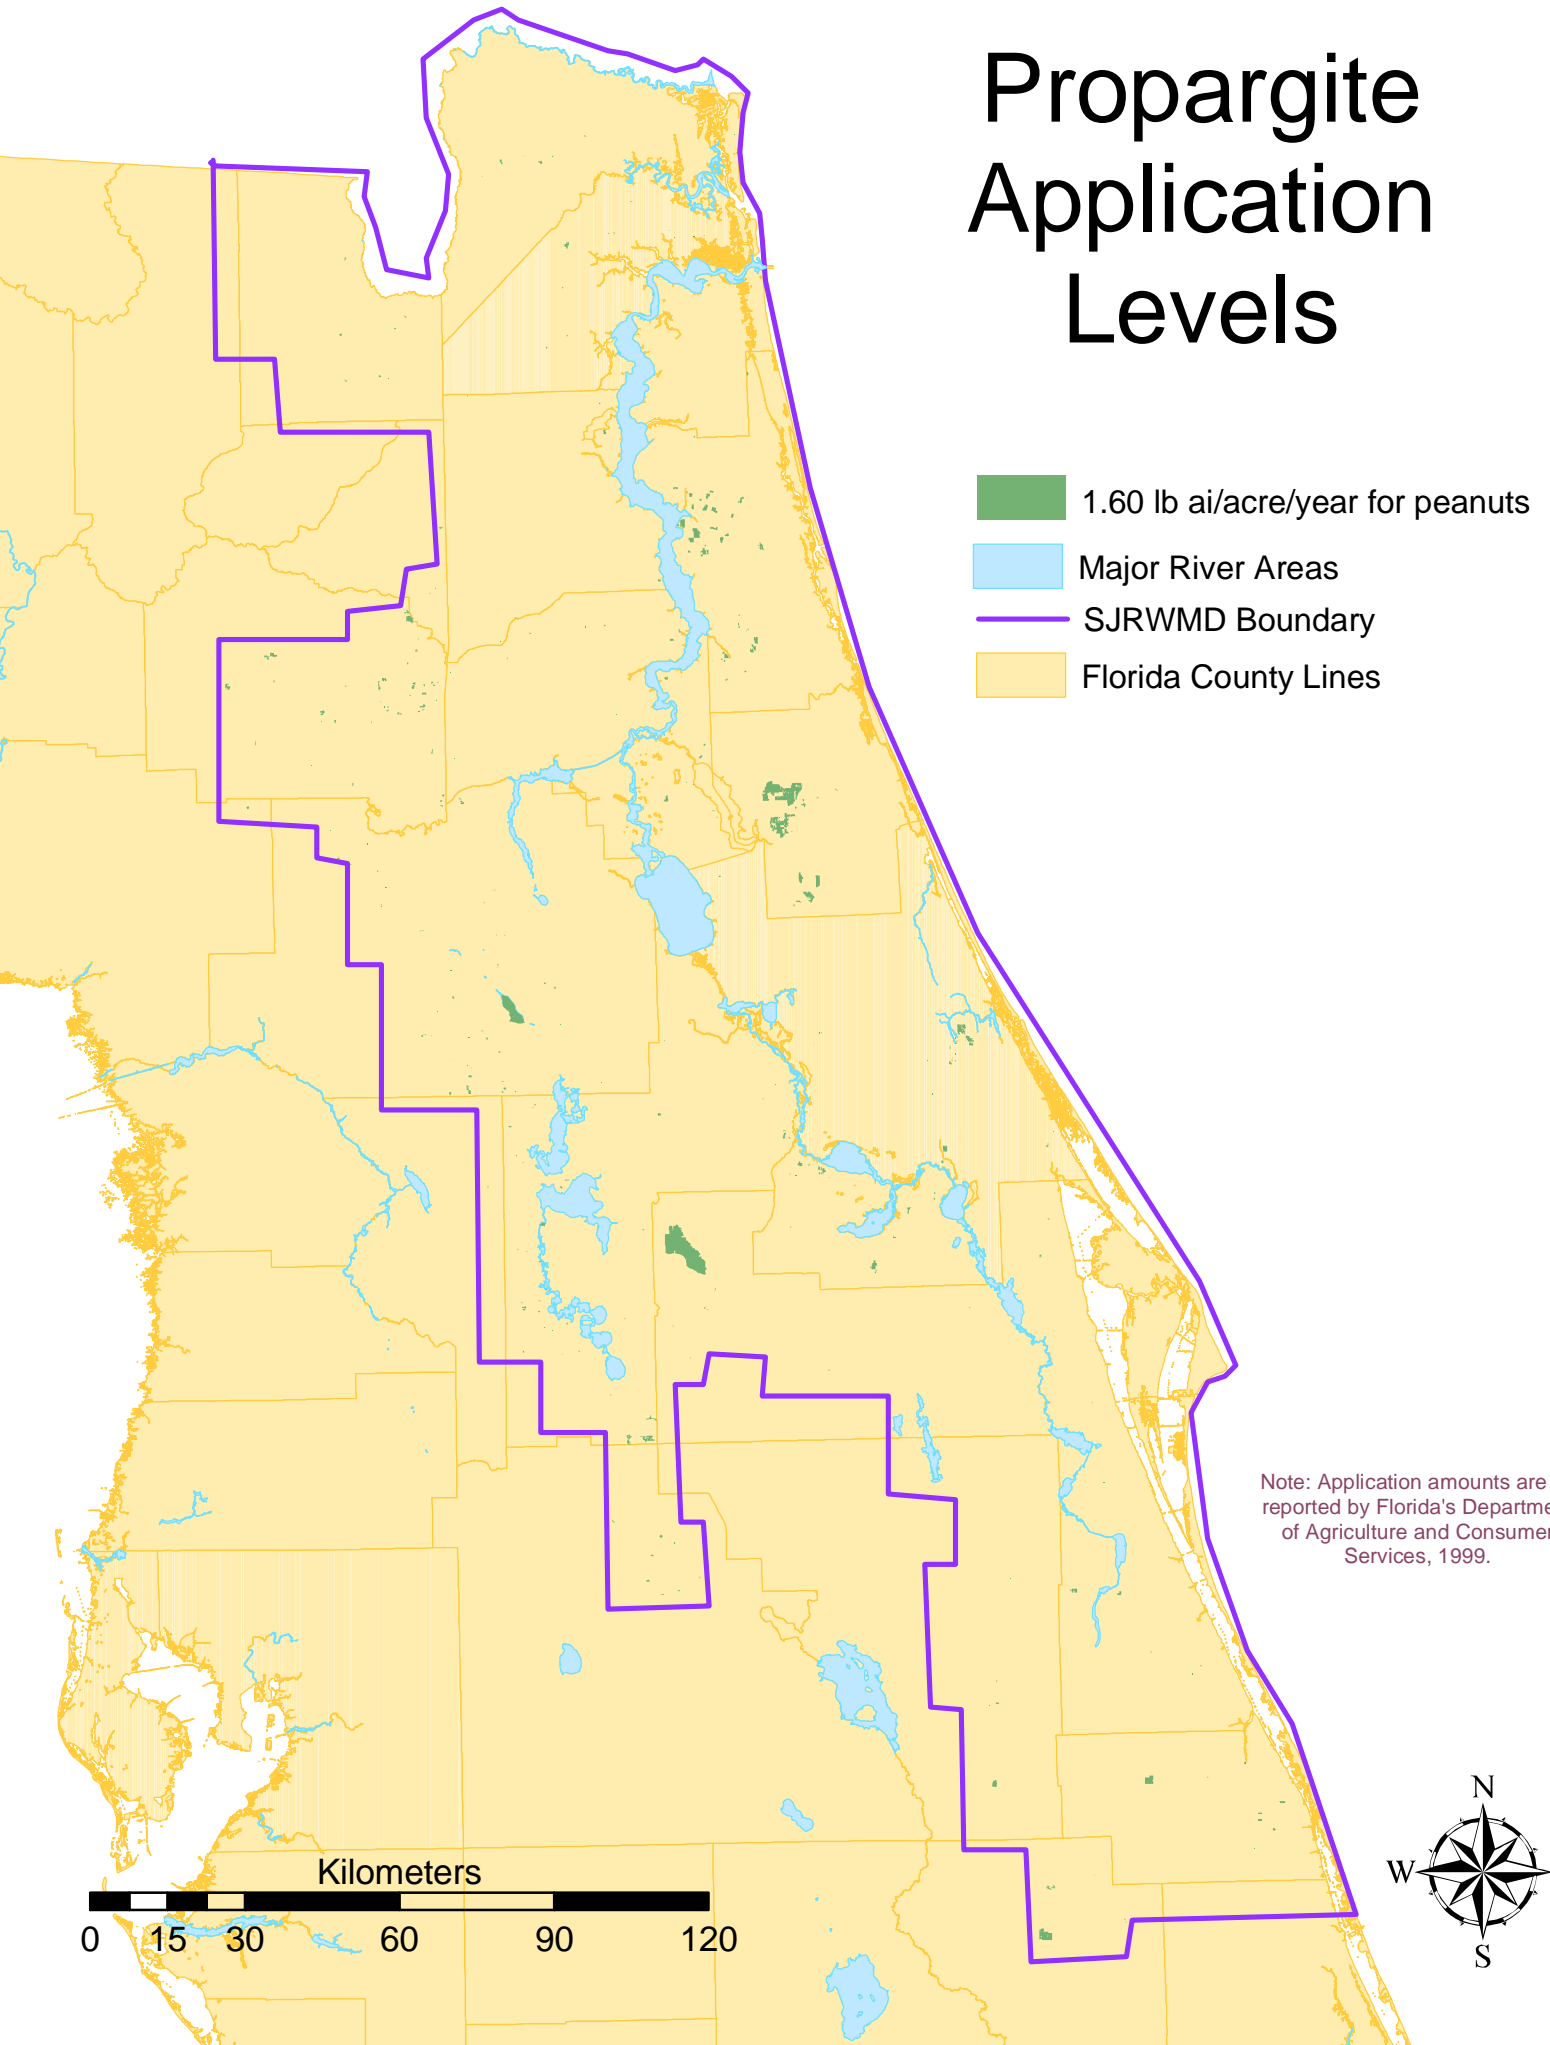 Propargite
Application
Levels
1.60 lb ai/acre/year for peanuts
Major River Areas
SJRWMD Boundary
Florida County Lines
Note: Application amounts are
reported by Florida's Departme
of Agriculture and Consumer
Services, 1999.
N
W
S
Kilometers
0 15 30 60 90 120